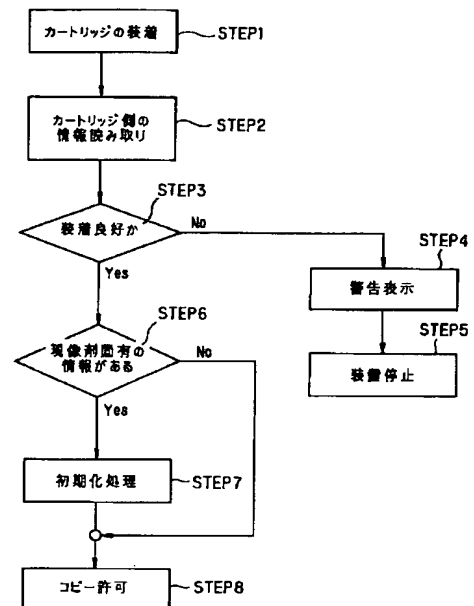 カートリッジの装着
STEP1
カートリッジ側の
情報読み取り
STEP2
STEP3
装着良好か
No
Yes
STEP4
警告表示
STEP5
装置停止
STEP6
現像剤固有の
情報がある
No
Yes
初期化処理
STEP7
コピー許可
STEP8